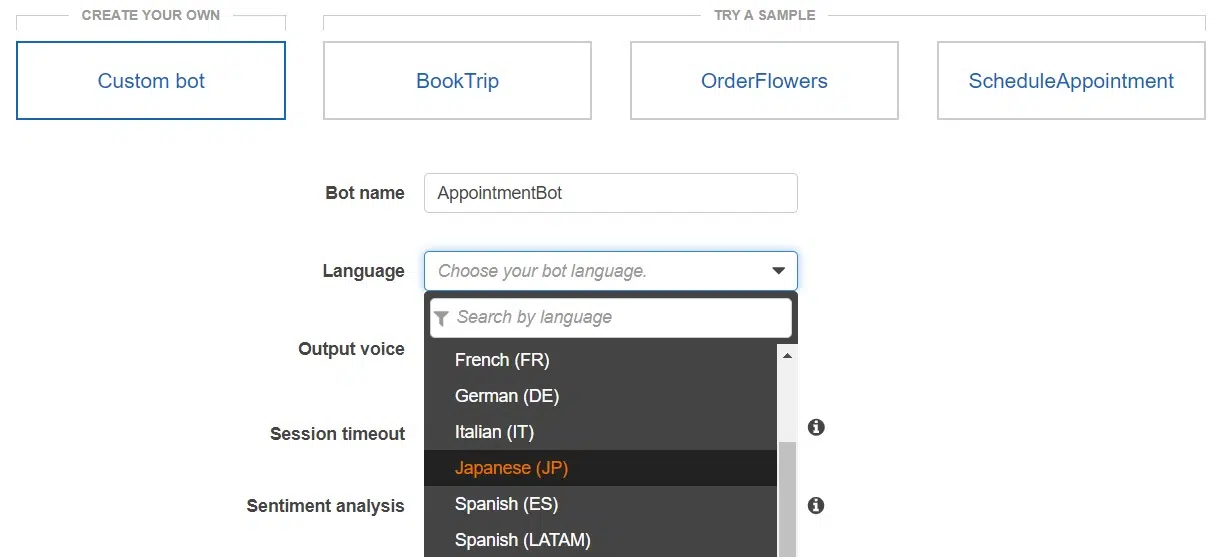 CREATE YOUR OWN
TRY A SAMPLE
Custom bot
BookTrip
OrderFlowers
ScheduleAppointment
Bot name
AppointmentBot
Language
Choose your bot language.
Search by language
Output voice
French (FR)
German (DE)
Italian (IT)
Session timeout
Japanese (JP)
Spanish (ES)
Sentiment analysis
Spanish (LATAM)